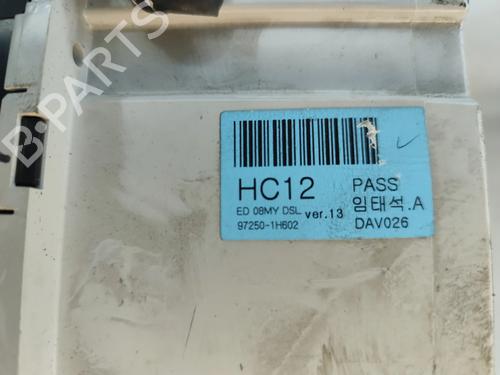 B-PARTS
HC12
PASS
ED 08MY DSL ver.13
임태석.A
97250-1H602
DAV026